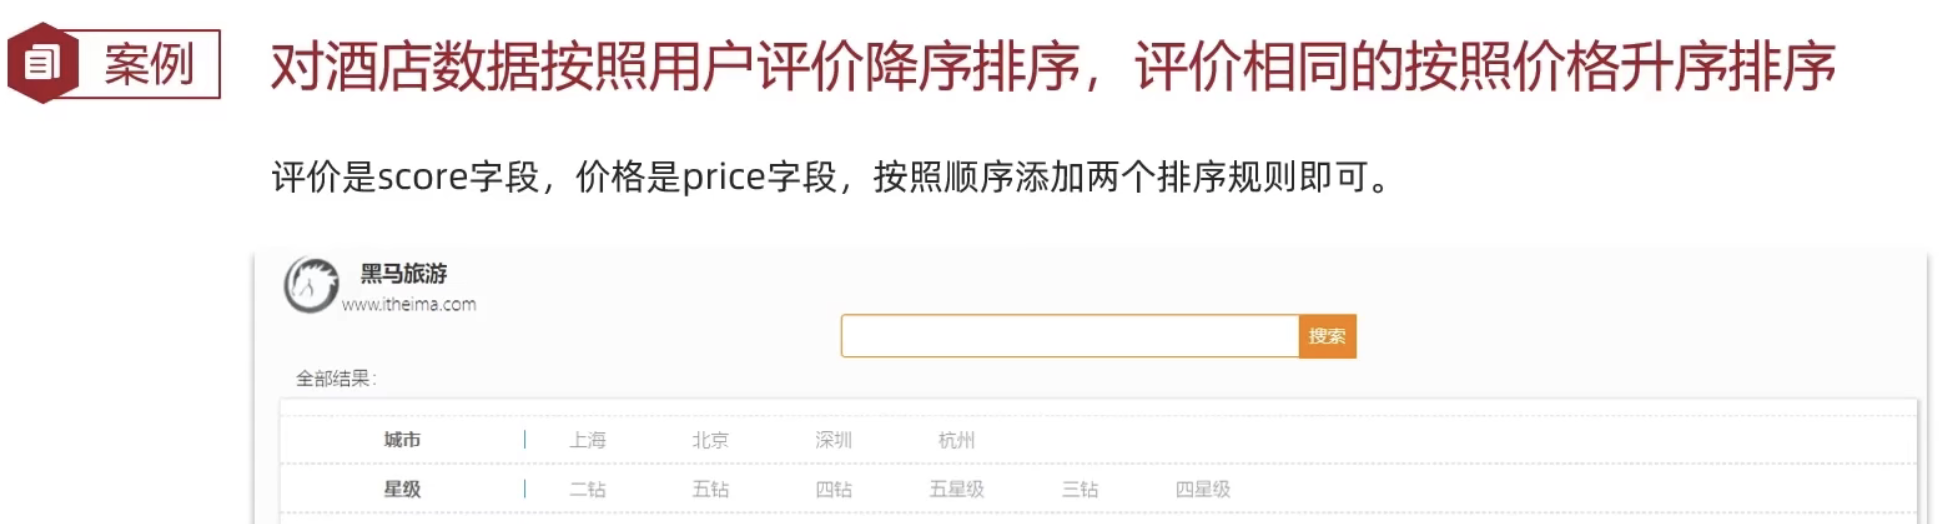 案例
对酒店数据按照用户评价降序排序，评价相同的按照价格升序排序
评价是score字段，价格是price字段，按照顺序添加两个排序规则即可。
黑马旅游
www.itheima.com
搜索
全部结果：
城市 上海 北京 深圳 杭州
星级 二钻 五钻 四钻 五星级 三钻 四星级